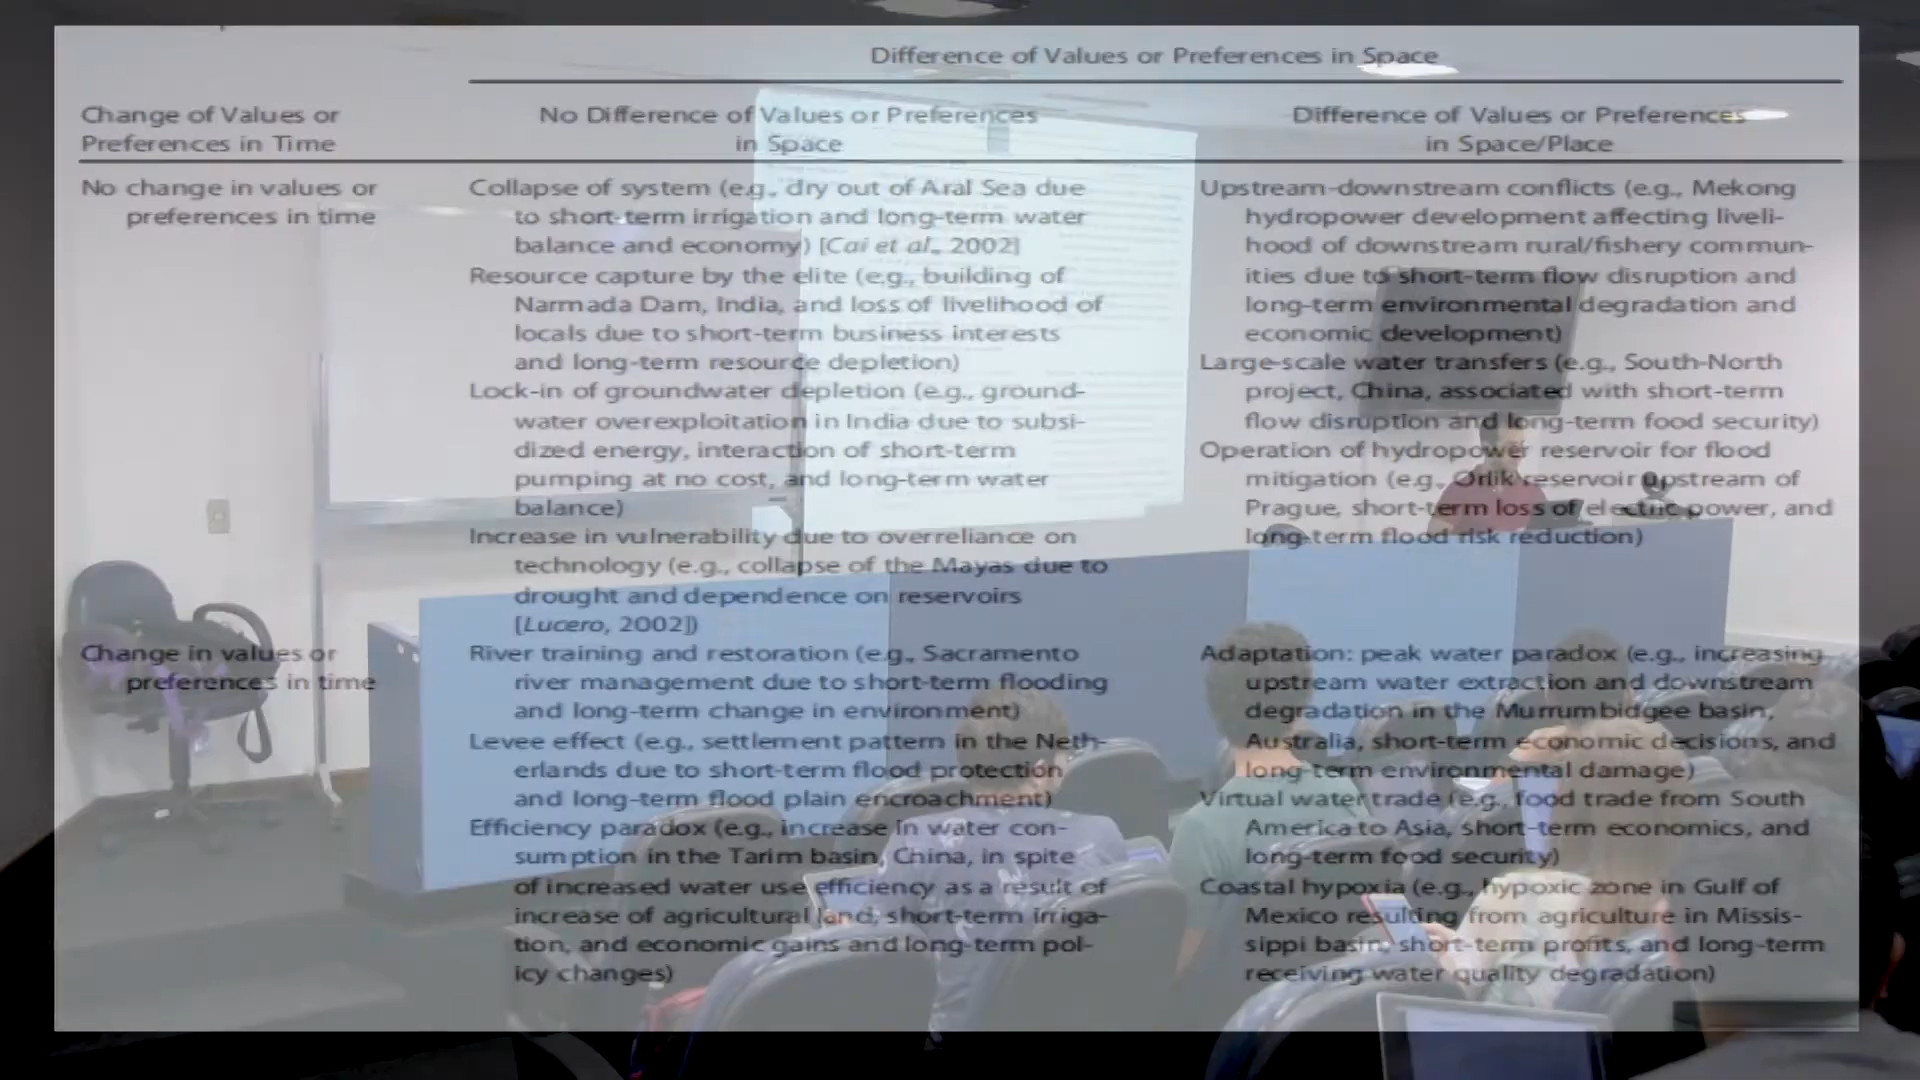 Difference of Values or Preferences in Space
Change of Values or
Preferences in Time
No Difference of Values or Preferences
in Space
Difference of Values or Preferences
in Space/Place
No change in values or
preferences in time
Collapse of system (e.g., dry out of Aral Sea due
to short-term irrigation and long-term water
balance and economy) [Cai et al., 2002]
Resource capture by the elite (e.g., building of
Narmada Dam, India, and loss of livelihood of
locals due to short-term business interests
and long-term resource depletion)
Lock-in of groundwater depletion (e.g., ground-
water overexploitation in India due to subsi-
dized energy, interaction of short-term
pumping at no cost, and long-term water
balance)
Increase in vulnerability due to overreliance on
technology (e.g., collapse of the Mayas due to
drought and dependence on reservoirs
[Lucero, 2002])
Upstream-downstream conflicts (e.g., Mekong
hydropower development affecting liveli-
hood of downstream rural/fishery commun-
ities due to short-term flow disruption and
long-term environmental degradation and
economic development)
Large-scale water transfers (e.g., South-North
project, China, associated with short-term
flow disruption and long-term food security)
Operation of hydropower reservoir for flood
mitigation (e.g., Orlik reservoir upstream of
Prague, short-term loss of electric power, and
long-term flood risk reduction)
Change in values or
preferences in time
River training and restoration (e.g., Sacramento
river management due to short-term flooding
and long-term change in environment)
Levee effect (e.g., settlement pattern in the Neth-
erlands due to short-term flood protection
and long-term flood plain encroachment)
Efficiency paradox (e.g., increase in water con-
sumption in the Tarim basin, China, in spite
of increased water use efficiency as a result of
increase of agricultural land; short-term irriga-
tion, and economic gains and long-term pol-
icy changes)
Adaptation: peak water paradox (e.g., increasing
upstream water extraction and downstream
degradation in the Murrumbidgee basin,
Australia, short-term economic decisions, and
long-term environmental damage)
Virtual water trade (e.g., food trade from South
America to Asia, short-term economics, and
long-term food security)
Coastal hypoxia (e.g., hypoxic zone in Gulf of
Mexico resulting from agriculture in Missis-
sippi basin; short-term profits, and long-term
receiving water quality degradation)